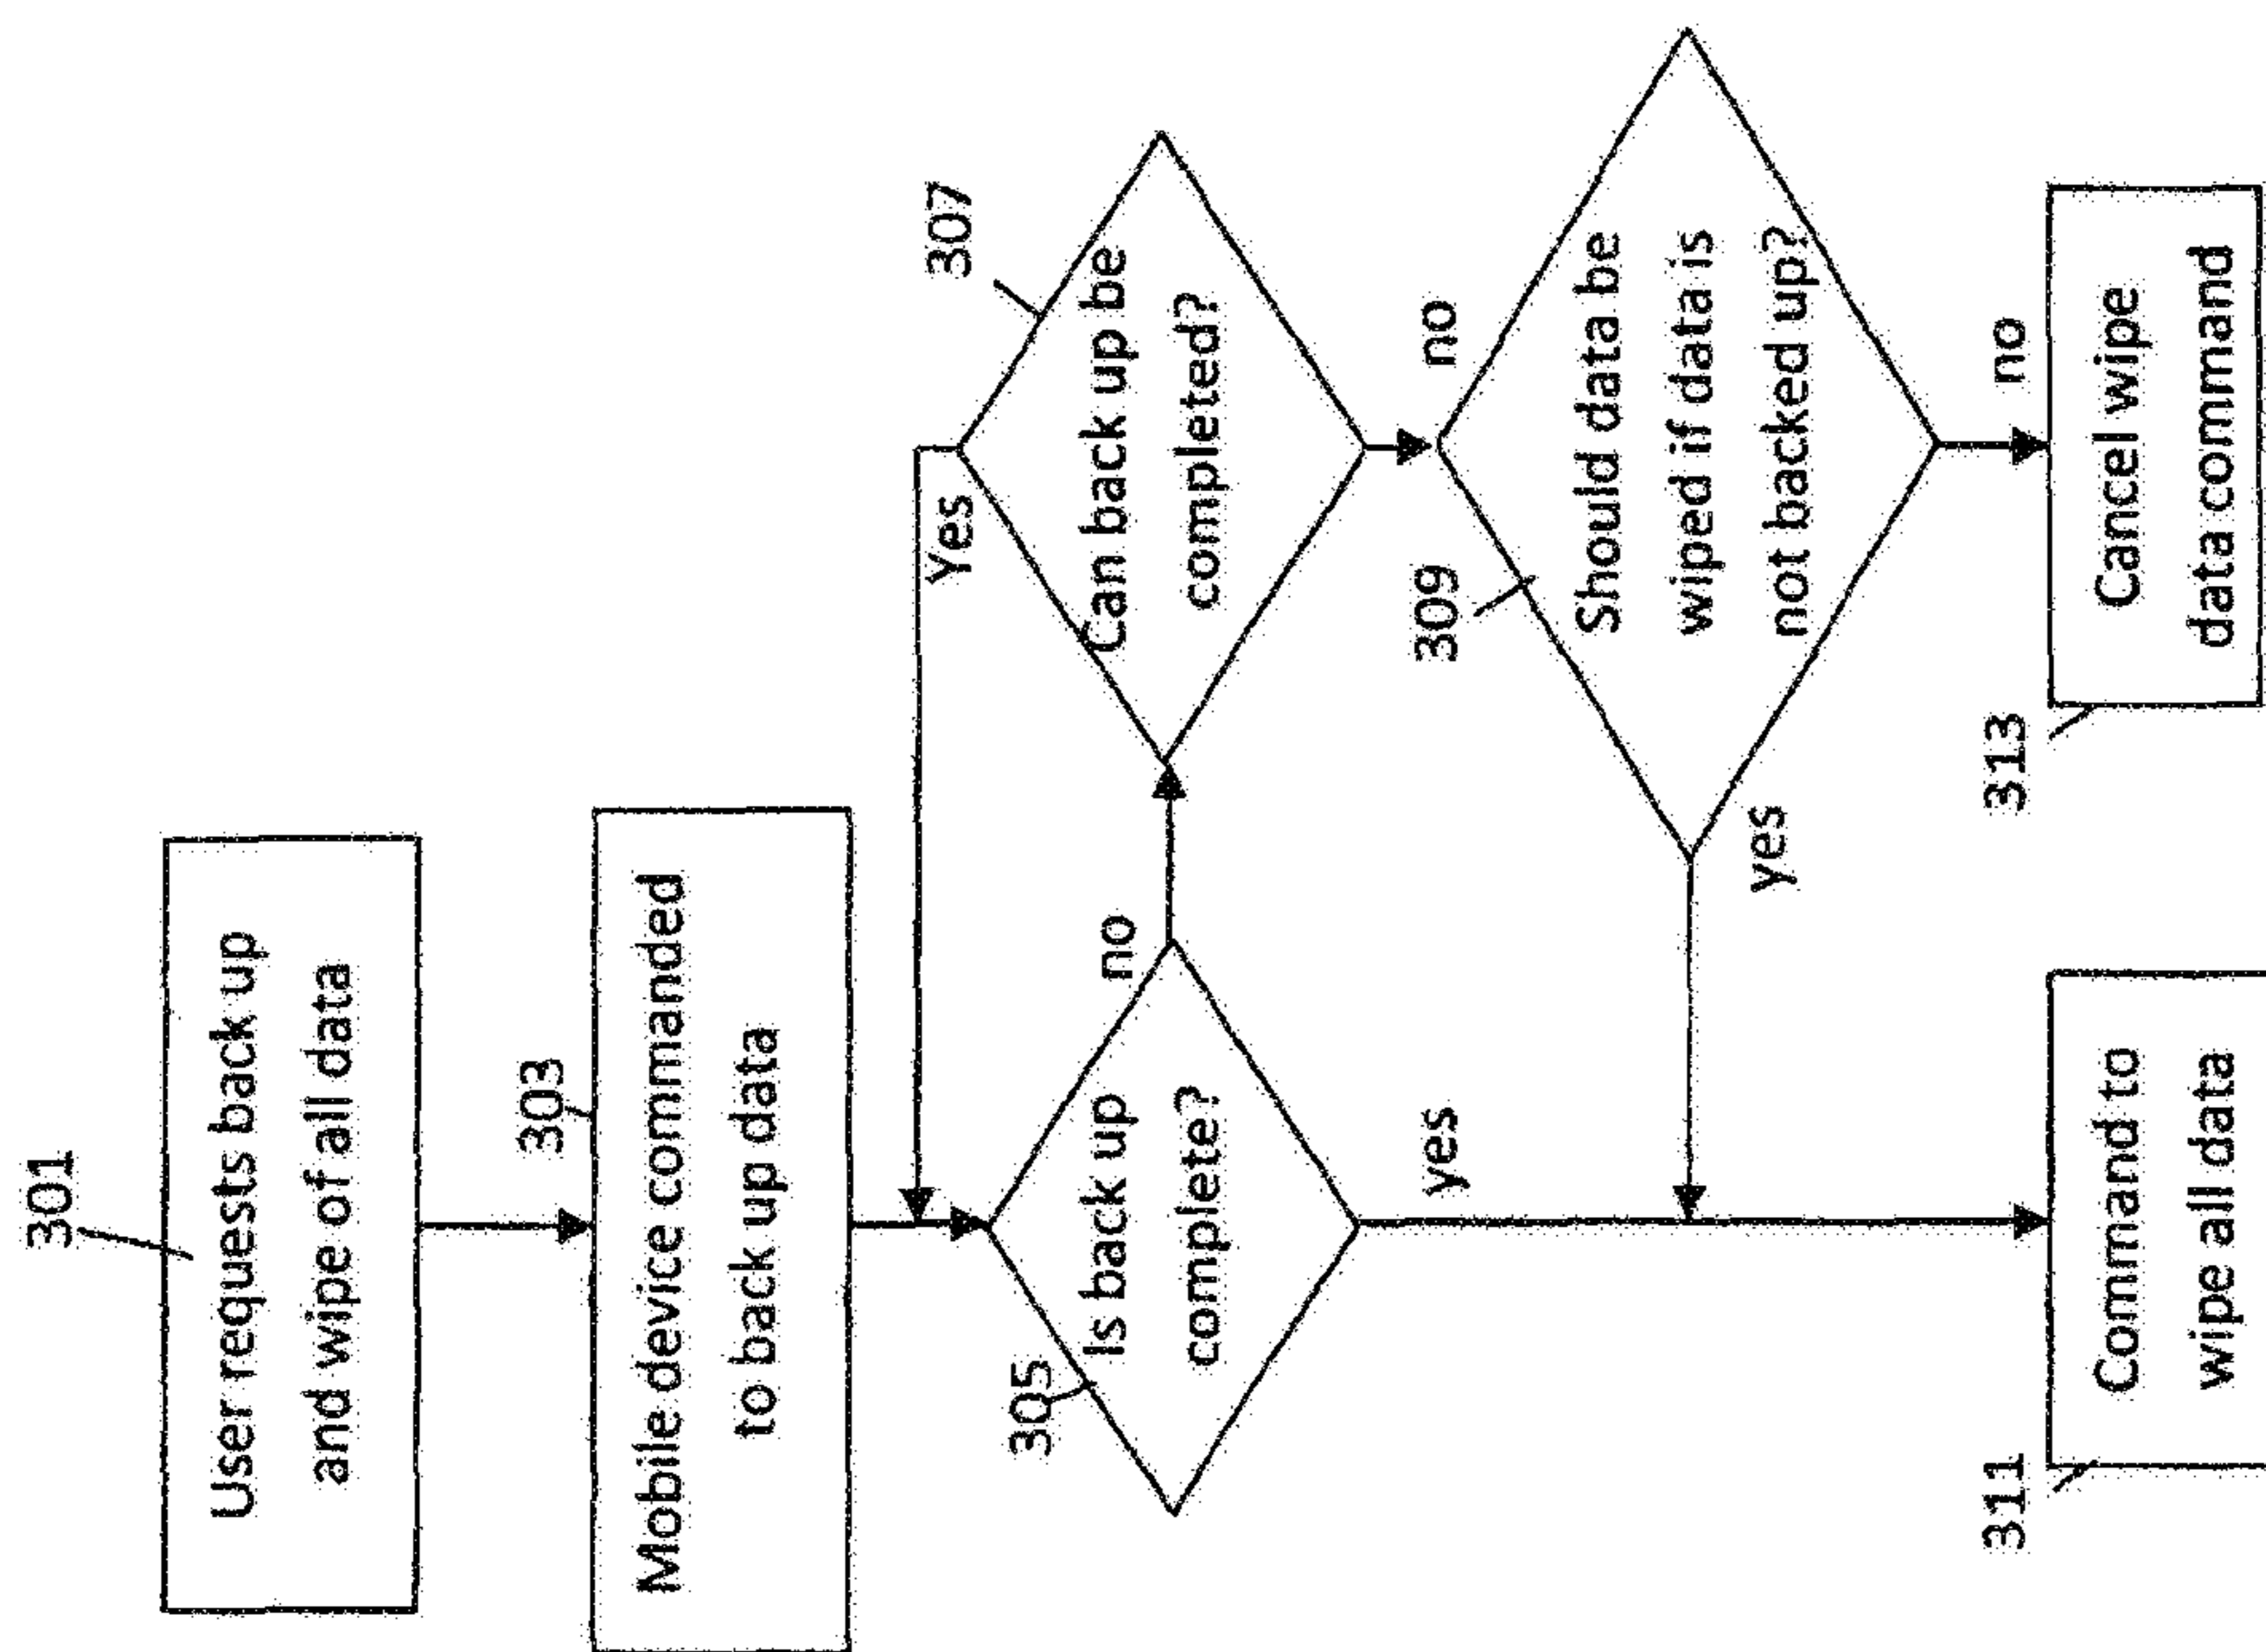 301
User requests back up
and wipe of all data
303
Mobile device commanded
to back up data
305
Is back up
complete?
no
yes
307
Can back up be
completed?
Yes
no
309
Should data be
wiped if data is
not backed up?
yes
no
311
Command to
wipe all data
313
Cancel wipe
data command